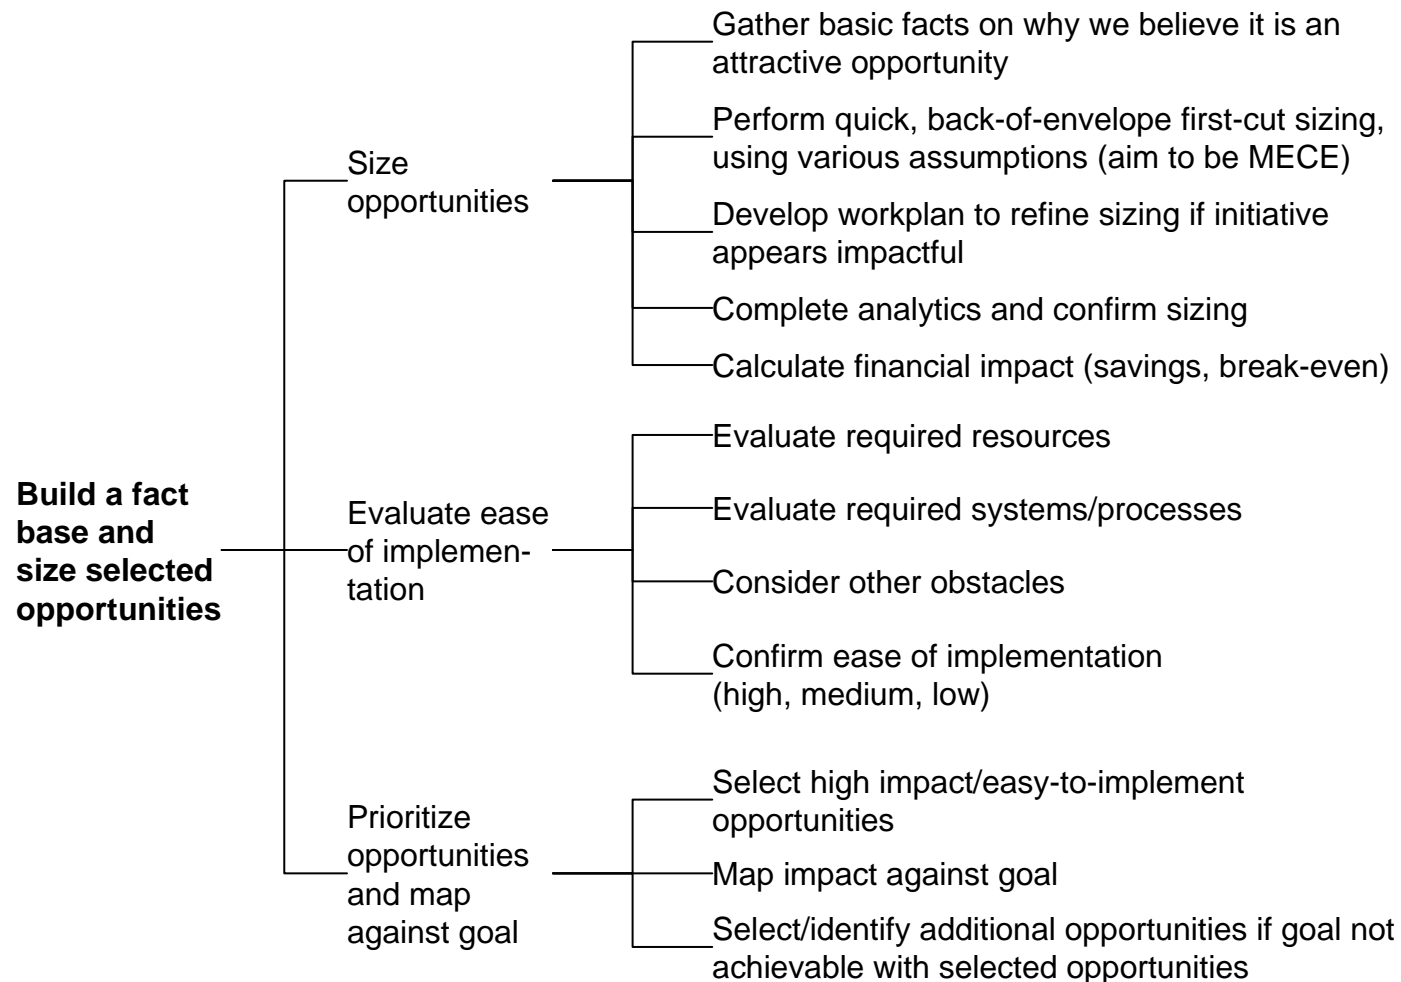 Build a fact
base and
size selected
opportunities
Size
opportunities
Gather basic facts on why we believe it is an
attractive opportunity
Perform quick, back-of-envelope first-cut sizing,
using various assumptions (aim to be MECE)
Develop workplan to refine sizing if initiative
appears impactful
Complete analytics and confirm sizing
Calculate financial impact (savings, break-even)
Evaluate ease
of implemen-
tation
Evaluate required resources
Evaluate required systems/processes
Consider other obstacles
Confirm ease of implementation
(high, medium, low)
Prioritize
opportunities
and map
against goal
Select high impact/easy-to-implement
opportunities
Map impact against goal
Select/identify additional opportunities if goal not
achievable with selected opportunities